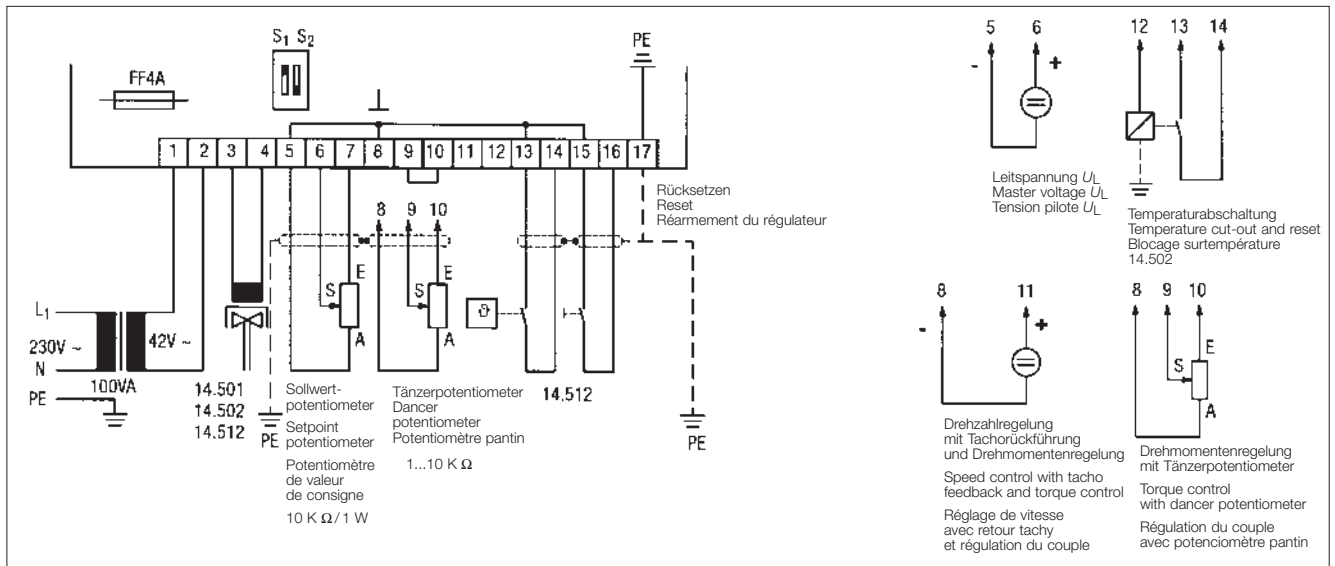 S1 S2
PE
FF4A
1 2 3 4 5 6 7 8 9 10 11 12 13 14 15 16 17
Rücksetzen
Reset
Réarmement du régulateur
8 9 10
E
S
A
E
S
A
ϑ
L1
230V ~
N
PE
42V ~
100VA
14.501
14.502
14.512
PE
Sollwert-
potentiometer
Setpoint
potentiometer
Potentiomètre
de valeur
de consigne
10 K Ω / 1 W
Tänzerpotentiometer
Dancer
potentiometer
Potentiomètre pantin
1...10 K Ω
14.512
PE
5 6
- +
Leitspannung UL
Master voltage UL
Tension pilote UL
12 13 14
Temperaturabschaltung
Temperature cut-out and reset
Blocage surtempérature
14.502
8 11
- +
Drehzahlregelung
mit Tachorückführung
und Drehmomentenregelung
Speed control with tacho
feedback and torque control
Réglage de vitesse
avec retour tachy
et régulation du couple
8 9 10
E
S
A
Drehmomentenregelung
mit Tänzerpotentiometer
Torque control
with dancer potentiometer
Régulation du couple
avec potenciomètre pantin